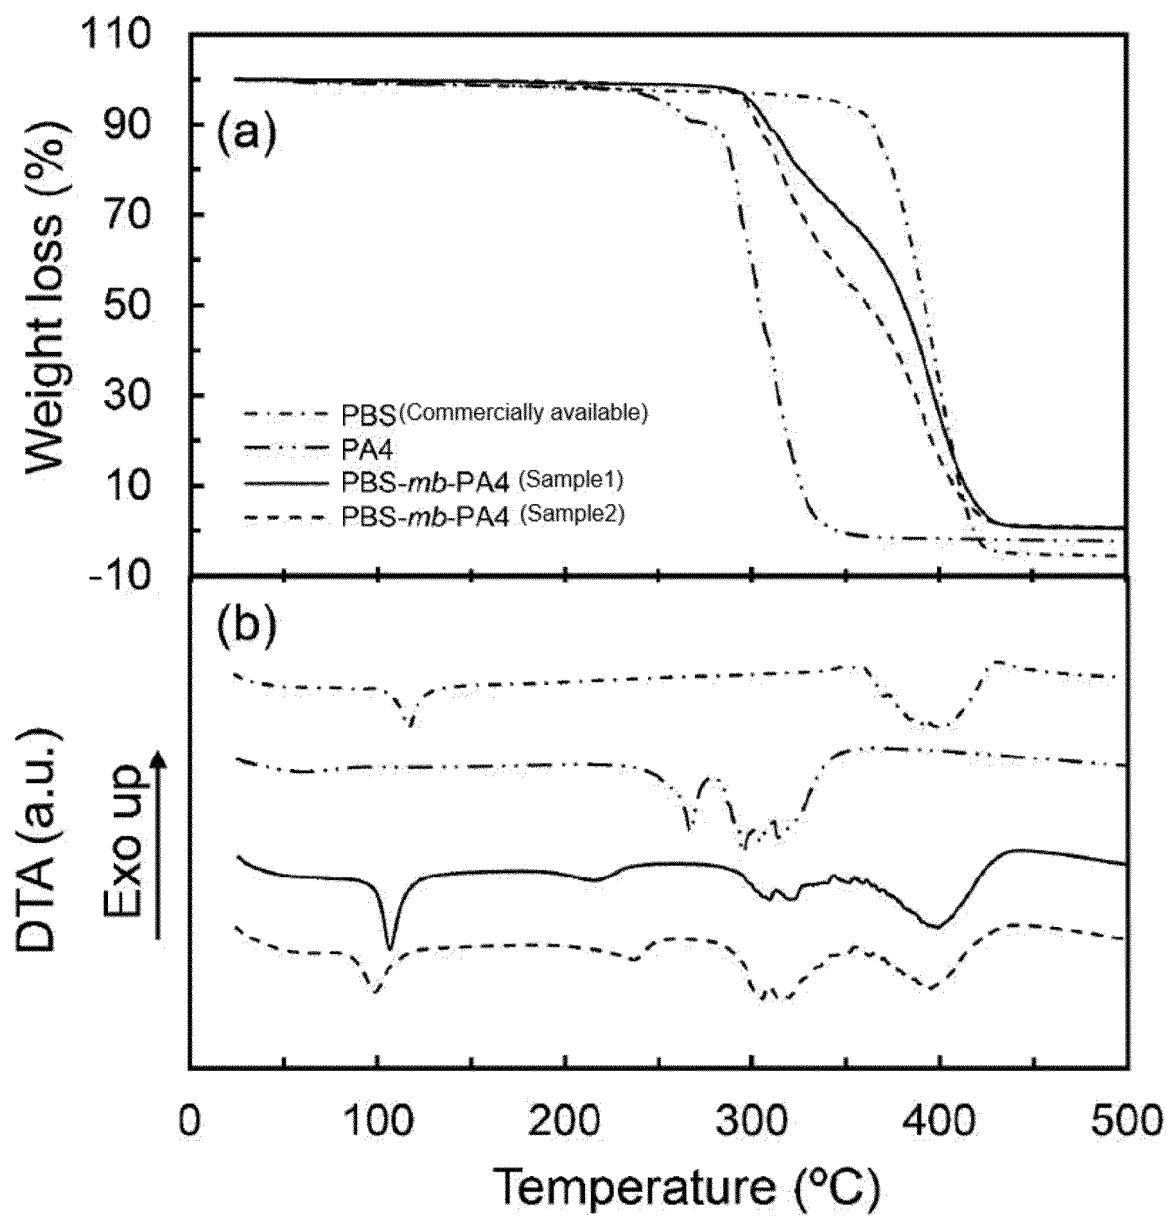 110
90
70
50
30
10
-10
Weight loss (%)
(a)
PBS (Commercially available)
PA4
PBS-mb-PA4 (Sample1)
PBS-mb-PA4 (Sample2)
(b)
DTA (a.u.)
Exo up
0 100 200 300 400 500
Temperature (ºC)